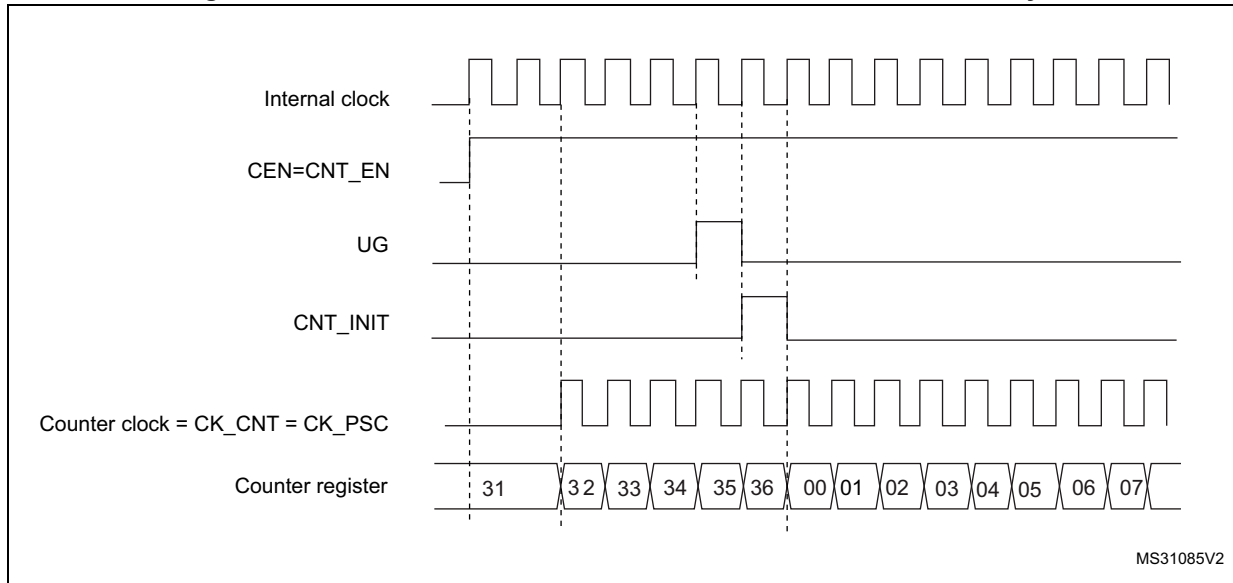 Internal clock
CEN=CNT_EN
UG
CNT_INIT
Counter clock = CK_CNT = CK_PSC
Counter register 31 32 33 34 35 36 00 01 02 03 04 05 06 07
MS31085V2